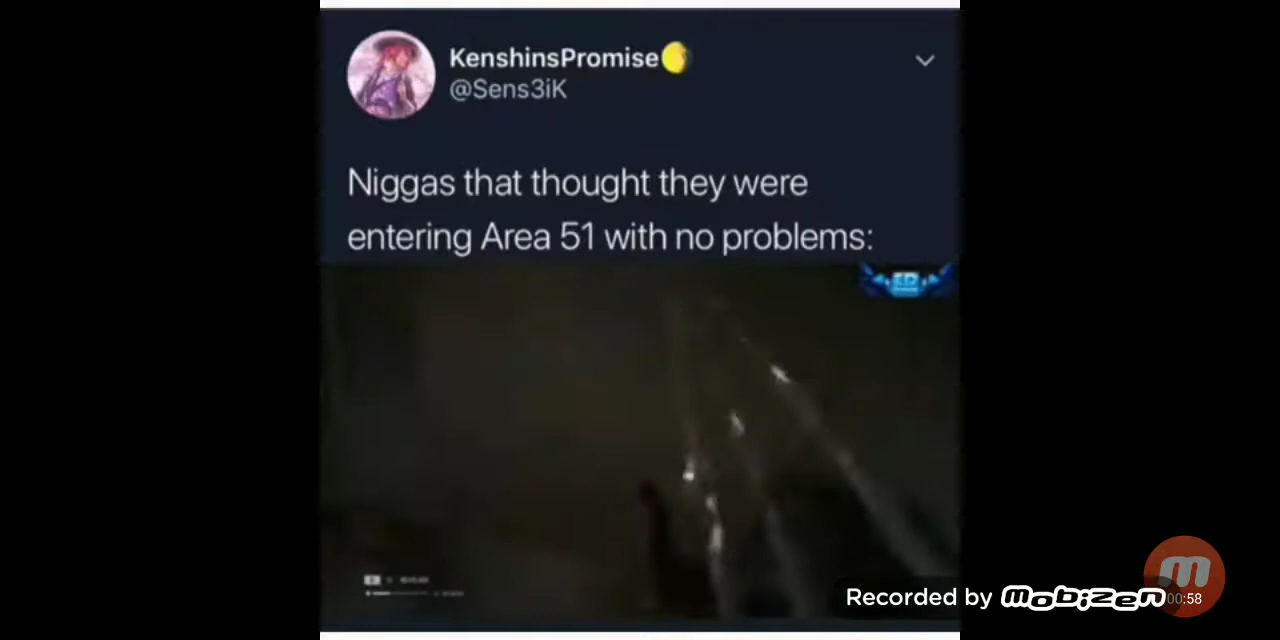 KenshinsPromise
@Sens3iK
Niggas that thought they were
entering Area 51 with no problems:
Recorded by mobizen
00:58